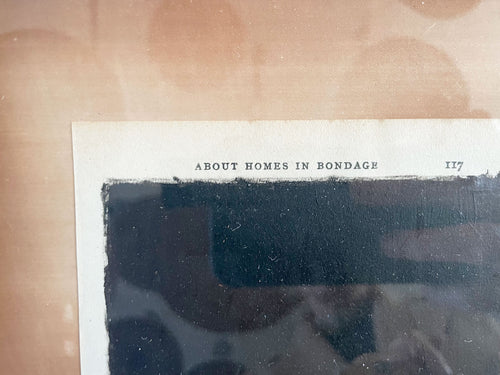 ABOUT HOMES IN BONDAGE 117